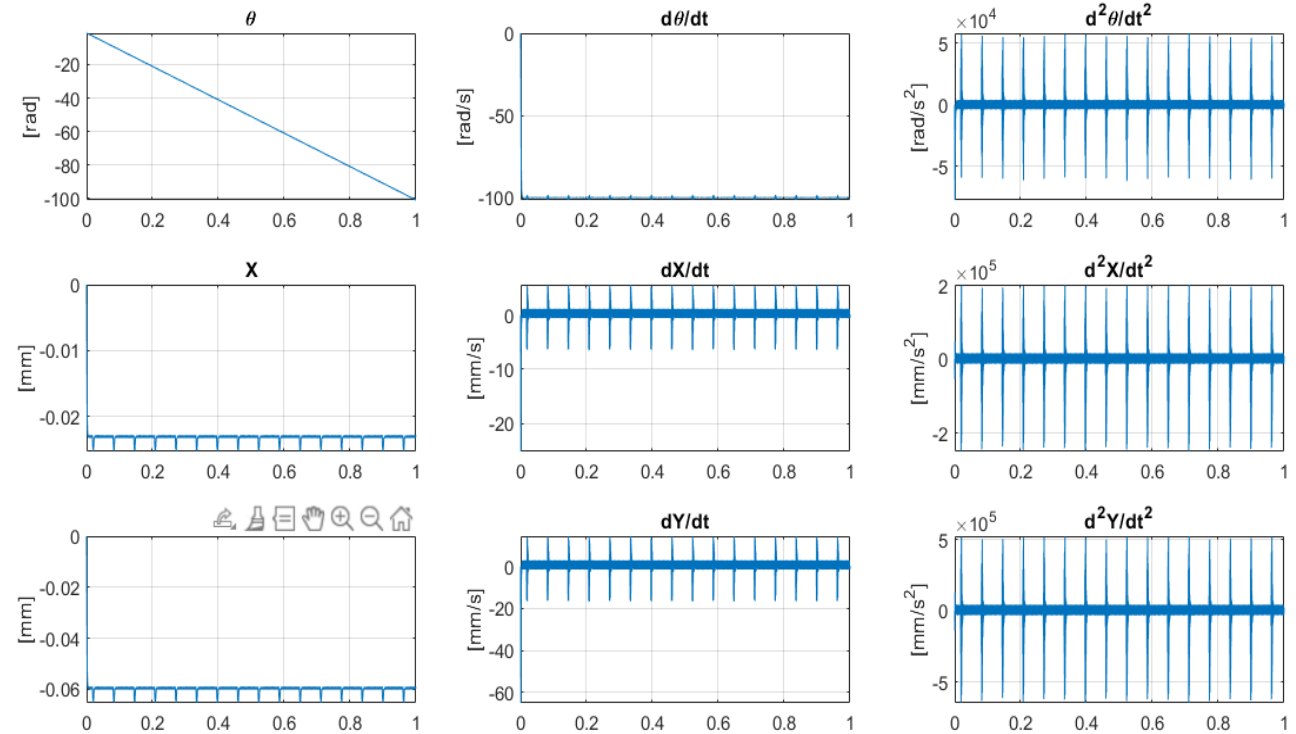 θ
dθ/dt
d²θ/dt²
×10⁴
[rad]
-20
-40
-60
-80
-100
0 0.2 0.4 0.6 0.8 1
[rad/s]
0
-50
-100
0 0.2 0.4 0.6 0.8 1
[rad/s²]
5
0
-5
0 0.2 0.4 0.6 0.8 1
X
dX/dt
d²X/dt²
×10⁵
[mm]
0
-0.01
-0.02
0 0.2 0.4 0.6 0.8 1
[mm/s]
0
-10
-20
0 0.2 0.4 0.6 0.8 1
[mm/s²]
2
0
-2
0 0.2 0.4 0.6 0.8 1
dY/dt
d²Y/dt²
×10⁵
[mm]
0
-0.02
-0.04
-0.06
0 0.2 0.4 0.6 0.8 1
[mm/s]
0
-20
-40
-60
0 0.2 0.4 0.6 0.8 1
[mm/s²]
5
0
-5
0 0.2 0.4 0.6 0.8 1